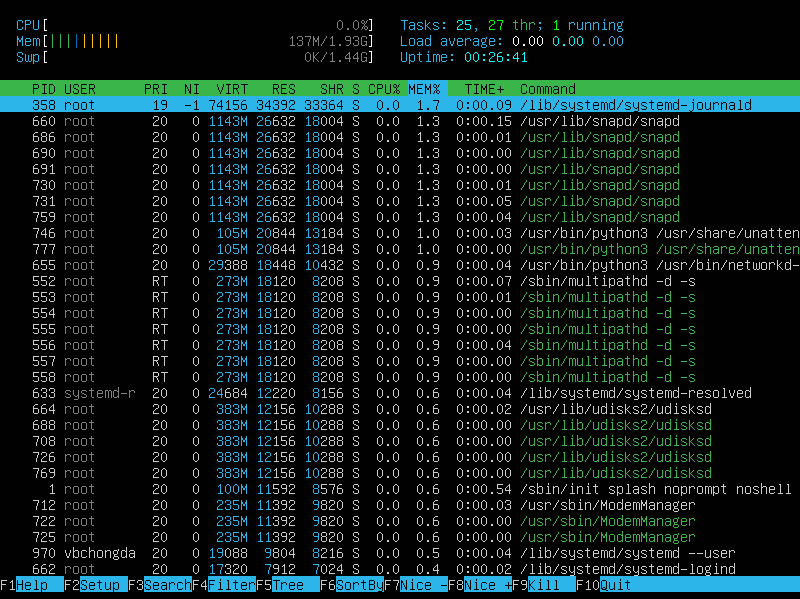 CPU[ 0.0%] Tasks: 25, 27 thr; 1 running
Mem[|||||||||| 137M/1.93G] Load average: 0.00 0.00 0.00
Swp[ 0K/1.44G] Uptime: 00:26:41
PID USER PRI NI VIRT RES SHR S CPU% MEM% TIME+ Command
358 root 19 -1 74156 34392 33364 S 0.0 1.7 0:00.09 /lib/systemd/systemd-journald
660 root 20 0 1143M 26632 18004 S 0.0 1.3 0:00.15 /usr/lib/snapd/snapd
686 root 20 0 1143M 26632 18004 S 0.0 1.3 0:00.01 /usr/lib/snapd/snapd
690 root 20 0 1143M 26632 18004 S 0.0 1.3 0:00.00 /usr/lib/snapd/snapd
691 root 20 0 1143M 26632 18004 S 0.0 1.3 0:00.00 /usr/lib/snapd/snapd
730 root 20 0 1143M 26632 18004 S 0.0 1.3 0:00.01 /usr/lib/snapd/snapd
731 root 20 0 1143M 26632 18004 S 0.0 1.3 0:00.05 /usr/lib/snapd/snapd
759 root 20 0 1143M 26632 18004 S 0.0 1.3 0:00.04 /usr/lib/snapd/snapd
746 root 20 0 105M 20844 13184 S 0.0 1.0 0:00.03 /usr/bin/python3 /usr/share/unatten
777 root 20 0 105M 20844 13184 S 0.0 1.0 0:00.00 /usr/bin/python3 /usr/share/unatten
655 root 20 0 29388 18448 10432 S 0.0 0.9 0:00.04 /usr/bin/python3 /usr/bin/networkd-
552 root RT 0 273M 18120 8208 S 0.0 0.9 0:00.07 /sbin/multipathd -d -s
553 root RT 0 273M 18120 8208 S 0.0 0.9 0:00.01 /sbin/multipathd -d -s
554 root RT 0 273M 18120 8208 S 0.0 0.9 0:00.00 /sbin/multipathd -d -s
555 root RT 0 273M 18120 8208 S 0.0 0.9 0:00.00 /sbin/multipathd -d -s
556 root RT 0 273M 18120 8208 S 0.0 0.9 0:00.04 /sbin/multipathd -d -s
557 root RT 0 273M 18120 8208 S 0.0 0.9 0:00.00 /sbin/multipathd -d -s
558 root RT 0 273M 18120 8208 S 0.0 0.9 0:00.00 /sbin/multipathd -d -s
633 systemd-r 20 0 24684 12220 8156 S 0.0 0.6 0:00.04 /lib/systemd/systemd-resolved
664 root 20 0 383M 12156 10288 S 0.0 0.6 0:00.02 /usr/lib/udisks2/udisksd
688 root 20 0 383M 12156 10288 S 0.0 0.6 0:00.00 /usr/lib/udisks2/udisksd
708 root 20 0 383M 12156 10288 S 0.0 0.6 0:00.00 /usr/lib/udisks2/udisksd
726 root 20 0 383M 12156 10288 S 0.0 0.6 0:00.00 /usr/lib/udisks2/udisksd
769 root 20 0 383M 12156 10288 S 0.0 0.6 0:00.00 /usr/lib/udisks2/udisksd
1 root 20 0 100M 11592 8576 S 0.0 0.6 0:00.54 /sbin/init splash noprompt noshell
712 root 20 0 235M 11392 9820 S 0.0 0.6 0:00.03 /usr/sbin/ModemManager
722 root 20 0 235M 11392 9820 S 0.0 0.6 0:00.00 /usr/sbin/ModemManager
725 root 20 0 235M 11392 9820 S 0.0 0.6 0:00.00 /usr/sbin/ModemManager
970 vbchongda 20 0 19088 9804 8216 S 0.0 0.5 0:00.04 /lib/systemd/systemd --user
662 root 20 0 17320 7912 7024 S 0.0 0.4 0:00.02 /lib/systemd/systemd-logind
F1Help F2Setup F3SearchF4FilterF5Tree F6SortByF7Nice -F8Nice +F9Kill F10Quit